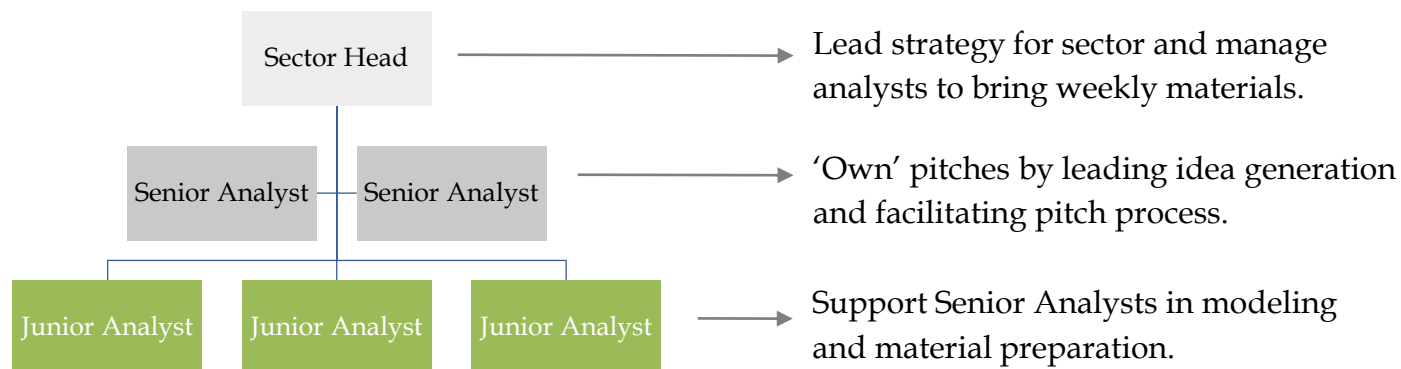 Sector Head
Lead strategy for sector and manage
analysts to bring weekly materials.
Senior Analyst
Senior Analyst
‘Own’ pitches by leading idea generation
and facilitating pitch process.
Junior Analyst
Junior Analyst
Junior Analyst
Support Senior Analysts in modeling
and material preparation.